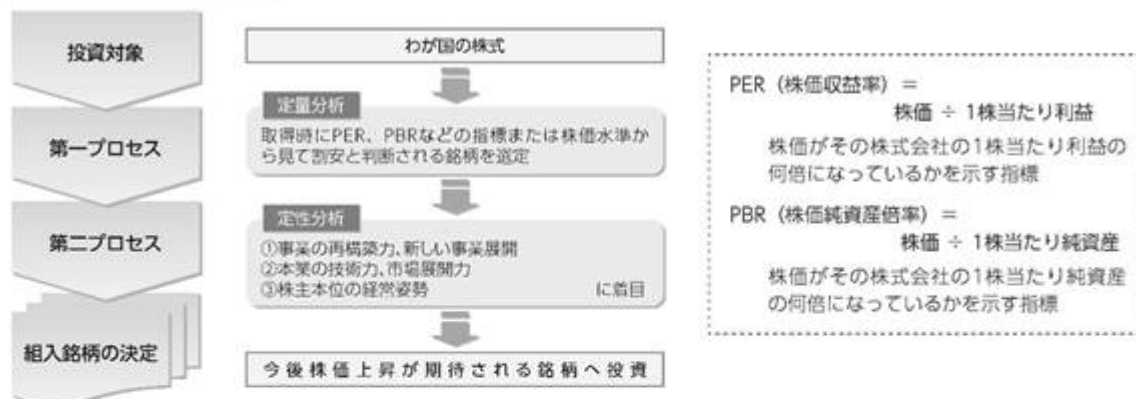 投資対象
わが国の株式
第一プロセス
定量分析
取得時にPER、PBRなどの指標または株価水準か
ら見て割安と判断される銘柄を選定
第二プロセス
定性分析
①事業の再構築力、新しい事業展開
②本業の技術力、市場展開力
③株主本位の経営姿勢 に着目
組入銘柄の決定
今後株価上昇が期待される銘柄へ投資
PER（株価収益率）＝
株価 ÷ 1株当たり利益
株価がその株式会社の1株当たり利益の
何倍になっているかを示す指標
PBR（株価純資産倍率）＝
株価 ÷ 1株当たり純資産
株価がその株式会社の1株当たり純資産
の何倍になっているかを示す指標